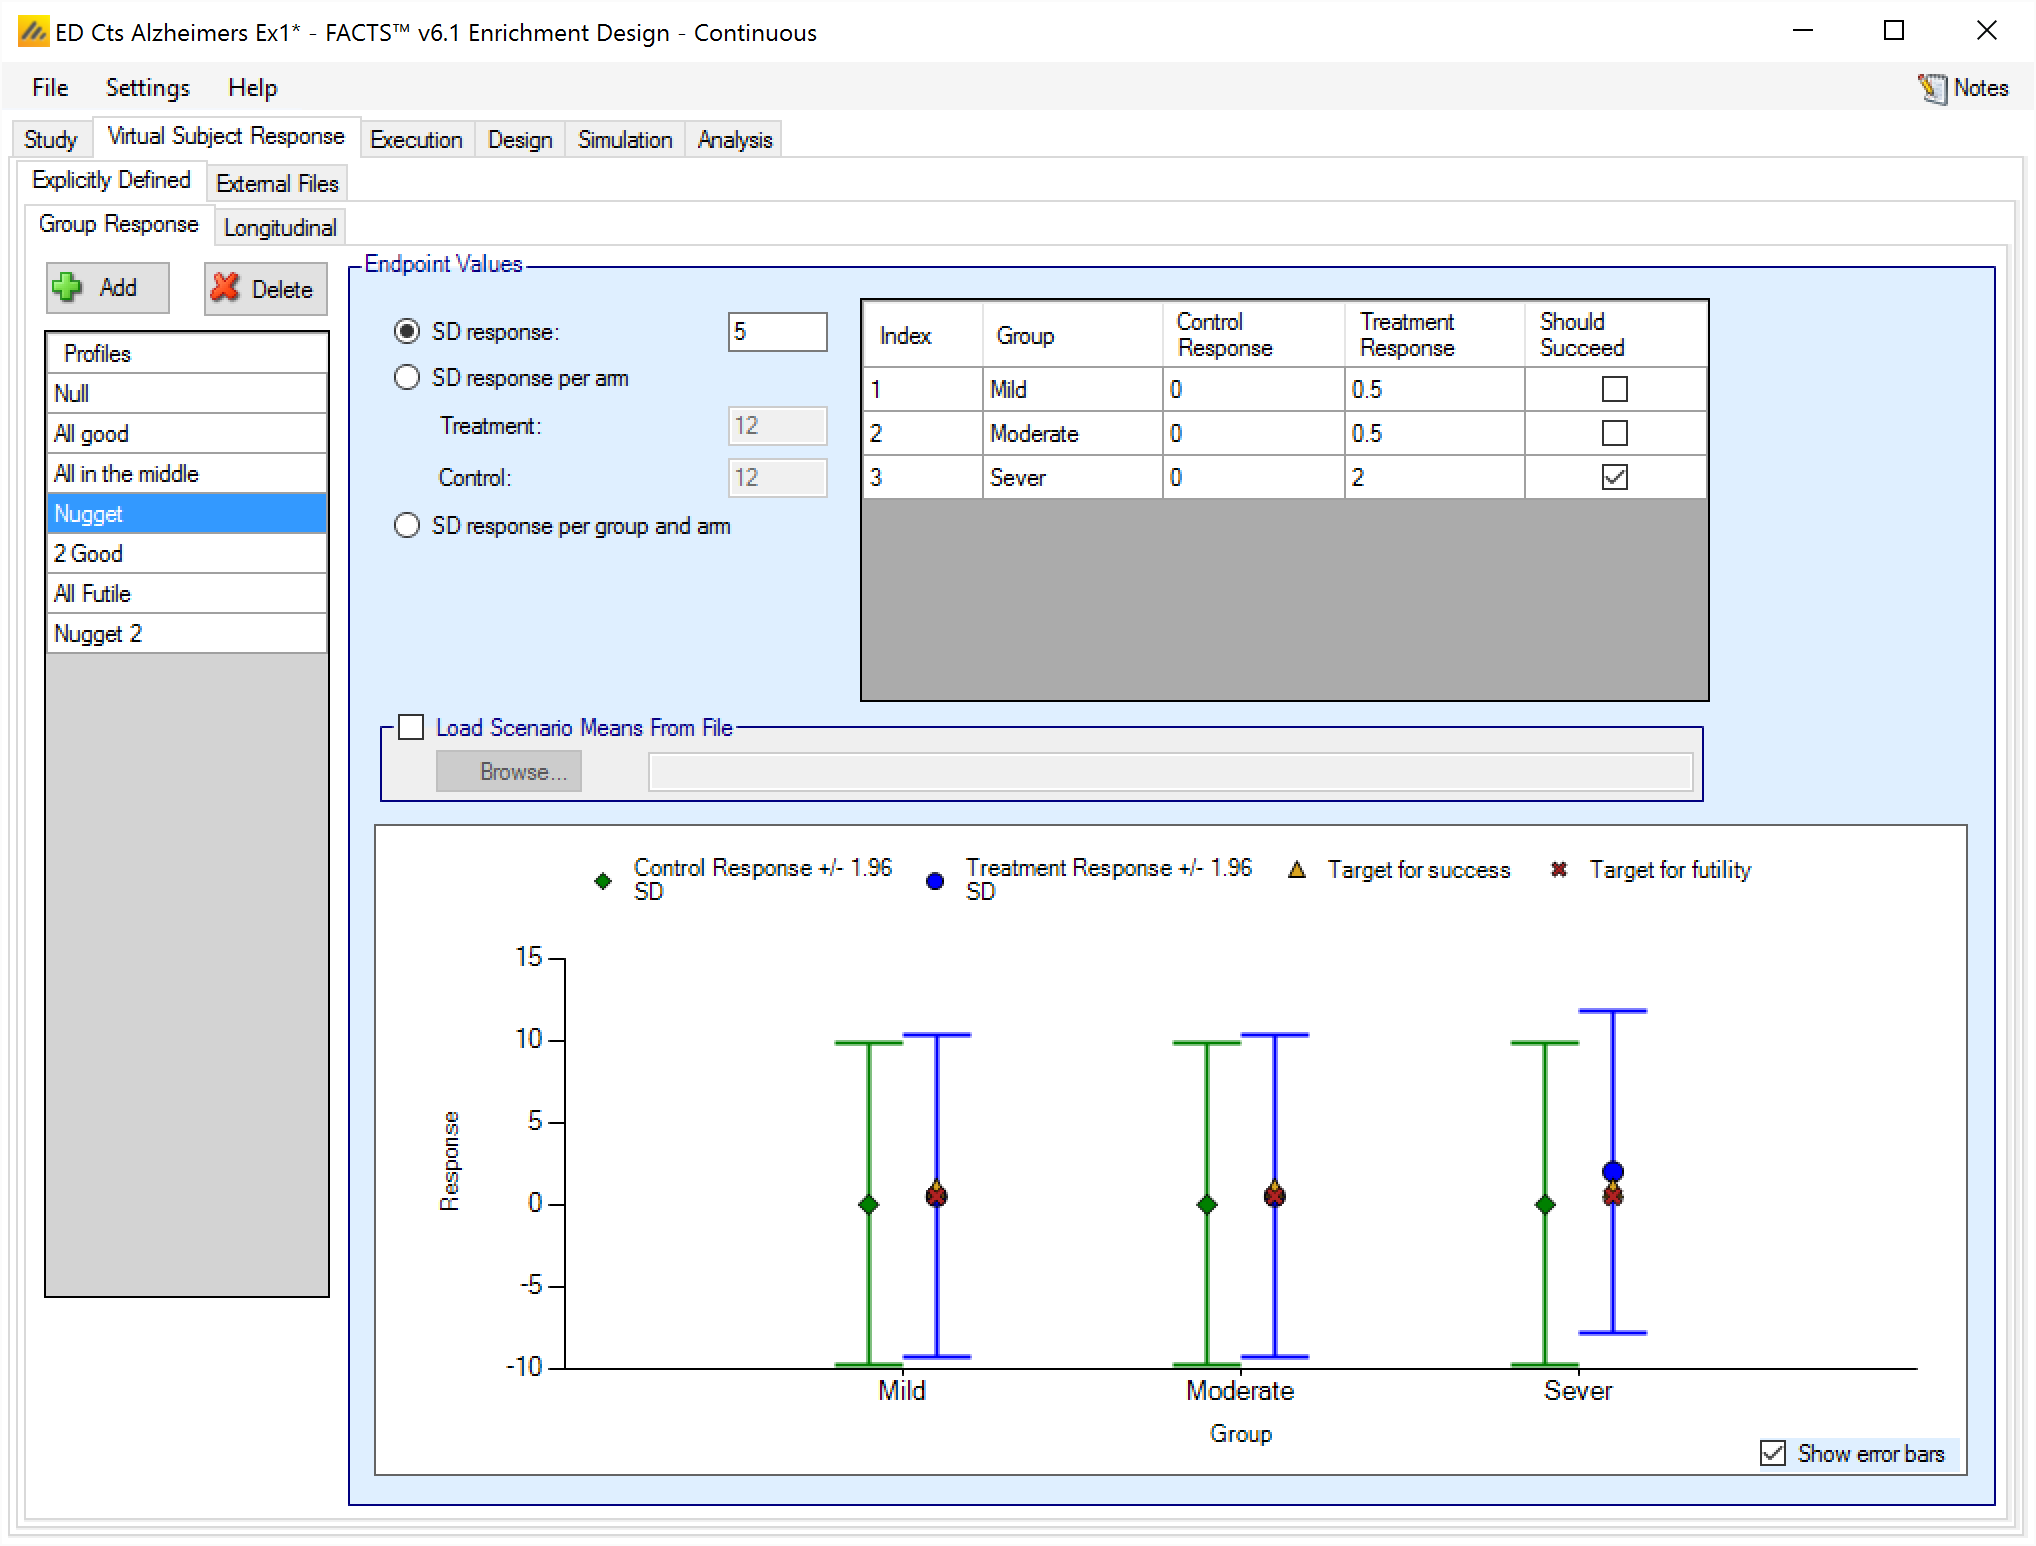 ED Cts Alzheimers Ex1* - FACTS™ v6.1 Enrichment Design - Continuous
File Settings Help Notes
Study Virtual Subject Response Execution Design Simulation Analysis
Explicitly Defined External Files
Group Response Longitudinal
Add Delete
Profiles
Null
All good
All in the middle
Nugget
2 Good
All Futile
Nugget 2
Endpoint Values
SD response: 5
SD response per arm
Treatment: 12
Control: 12
SD response per group and arm
Index Group Control Response Treatment Response Should Succeed
1 Mild 0 0.5
2 Moderate 0 0.5
3 Sever 0 2
Load Scenario Means From File
Browse...
Control Response +/- 1.96 SD
Treatment Response +/- 1.96 SD
Target for success
Target for futility
15
10
5
0
-5
-10
Response
Mild Moderate Sever
Group
Show error bars